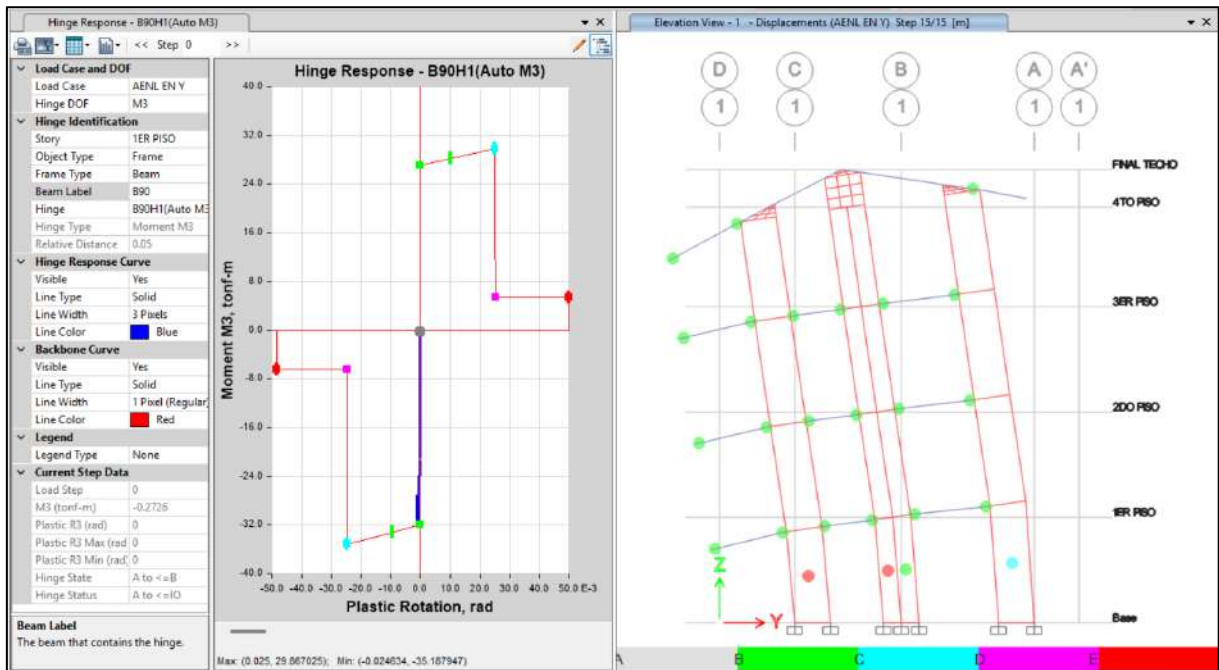 Hinge Response - B90H1(Auto M3)
<< Step 0 >>
Load Case and DOF
Load Case AENL EN Y
Hinge DOF M3
Hinge Identification
Story 1ER PISO
Object Type Frame
Frame Type Beam
Beam Label B90
Hinge B90H1(Auto M3
Hinge Type Moment M3
Relative Distance 0.05
Hinge Response Curve
Visible Yes
Line Type Solid
Line Width 3 Pixels
Line Color Blue
Backbone Curve
Visible Yes
Line Type Solid
Line Width 1 Pixel (Regular)
Line Color Red
Legend
Legend Type None
Current Step Data
Load Step 0
M3 (tonf-m) -0.2726
Plastic R3 (rad) 0
Plastic R3 Max (rad 0
Plastic R3 Min (rad) 0
Hinge State A to <=B
Hinge Status A to <=IO
Beam Label
The beam that contains the hinge.
Hinge Response - B90H1(Auto M3)
40.0
32.0
24.0
16.0
8.0
0.0
-8.0
-16.0
-24.0
-32.0
-40.0
Moment M3, tonf-m
-50.0 -40.0 -30.0 -20.0 -10.0 0.0 10.0 20.0 30.0 40.0 50.0 E-3
Plastic Rotation, rad
Max: (0.025, 29.867025); Min: (-0.024634, -35.187947)
Elevation View - 1 - Displacements (AENL EN Y) Step 15/15 [m]
D C B A A'
1 1 1 1 1
FINAL TECHO
4TO PISO
3ER PISO
2DO PISO
1ER PISO
Base
Z
Y
A B C D E